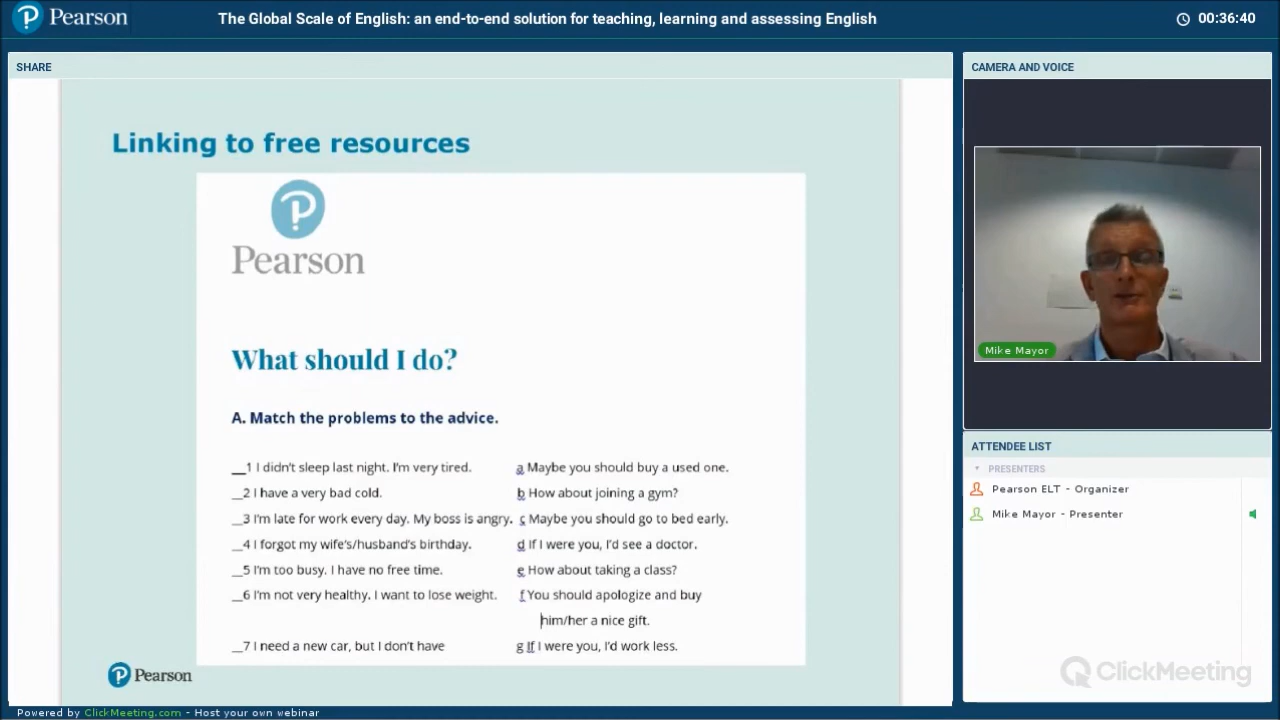 Pearson
The Global Scale of English: an end-to-end solution for teaching, learning and assessing English
00:36:40
SHARE
CAMERA AND VOICE
Linking to free resources
Pearson
What should I do?
A. Match the problems to the advice.
__1 I didn't sleep last night. I'm very tired. a Maybe you should buy a used one.
__2 I have a very bad cold. b How about joining a gym?
__3 I'm late for work every day. My boss is angry. c Maybe you should go to bed early.
__4 I forgot my wife's/husband's birthday. d If I were you, I'd see a doctor.
__5 I'm too busy. I have no free time. e How about taking a class?
__6 I'm not very healthy. I want to lose weight. f You should apologize and buy
him/her a nice gift.
__7 I need a new car, but I don't have g If I were you, I'd work less.
Pearson
Mike Mayor
ATTENDEE LIST
PRESENTERS
Pearson ELT - Organizer
Mike Mayor - Presenter
ClickMeeting
Powered by ClickMeeting.com - Host your own webinar